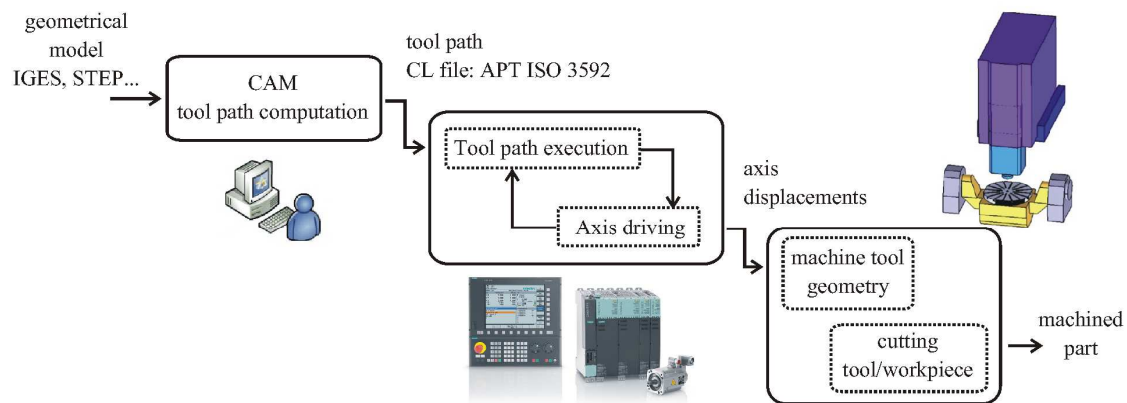 geometrical
model
IGES, STEP...
CAM
tool path computation
tool path
CL file: APT ISO 3592
Tool path execution
Axis driving
axis
displacements
machine tool
geometry
cutting
tool/workpiece
machined
part